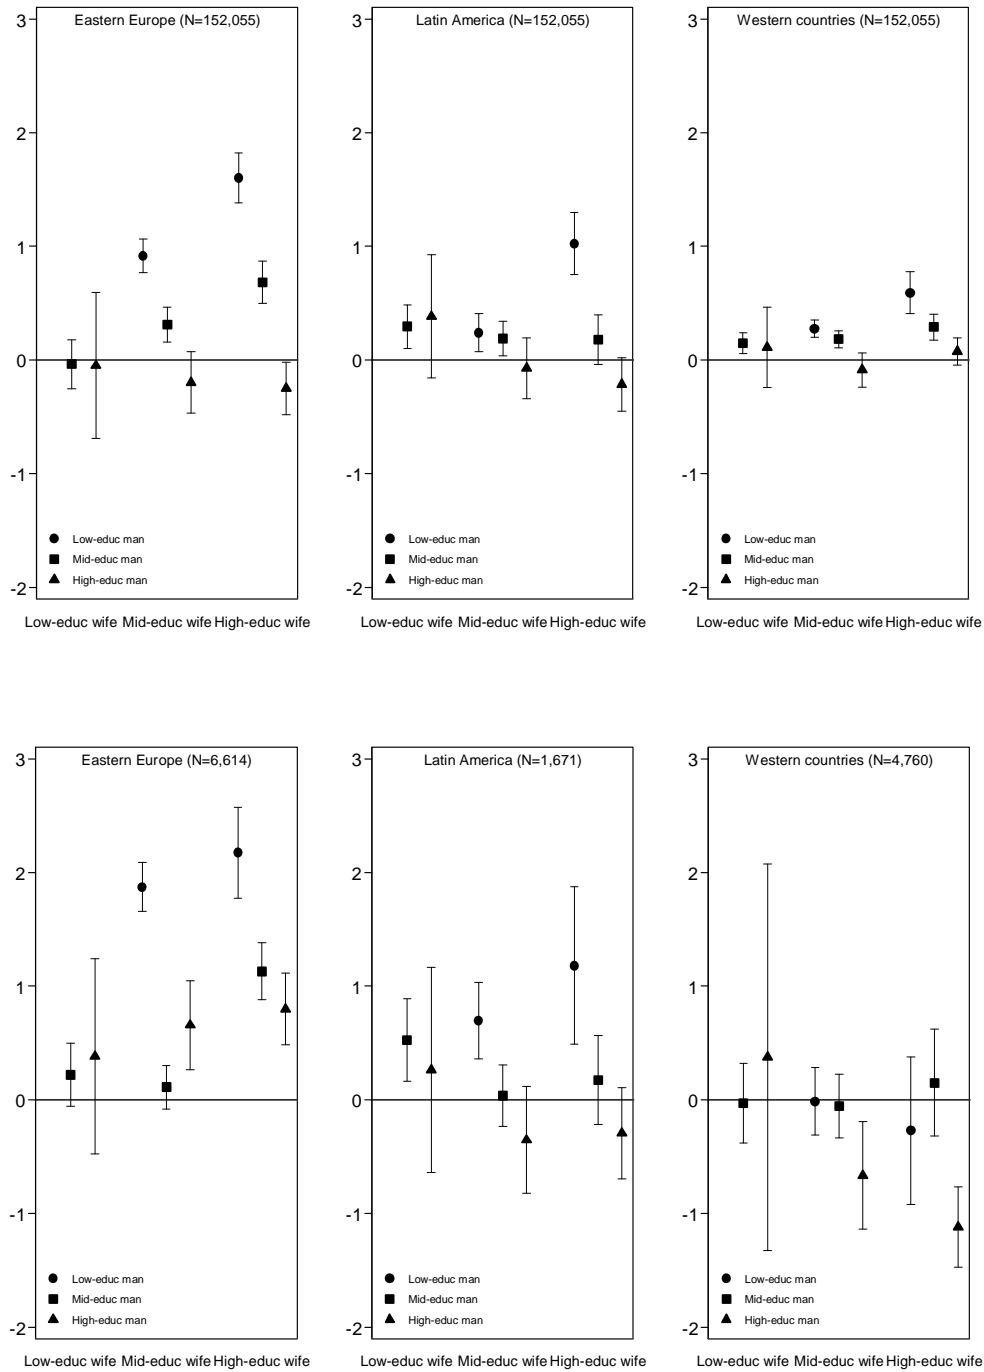 Eastern Europe (N=152,055)
3
2
1
0
-1
-2
Low-educ man
Mid-educ man
High-educ man
Low-educ wife Mid-educ wife High-educ wife
Latin America (N=152,055)
3
2
1
0
-1
-2
Low-educ man
Mid-educ man
High-educ man
Low-educ wife Mid-educ wife High-educ wife
Western countries (N=152,055)
3
2
1
0
-1
-2
Low-educ man
Mid-educ man
High-educ man
Low-educ wife Mid-educ wife High-educ wife
Eastern Europe (N=6,614)
3
2
1
0
-1
-2
Low-educ man
Mid-educ man
High-educ man
Low-educ wife Mid-educ wife High-educ wife
Latin America (N=1,671)
3
2
1
0
-1
-2
Low-educ man
Mid-educ man
High-educ man
Low-educ wife Mid-educ wife High-educ wife
Western countries (N=4,760)
3
2
1
0
-1
-2
Low-educ man
Mid-educ man
High-educ man
Low-educ wife Mid-educ wife High-educ wife